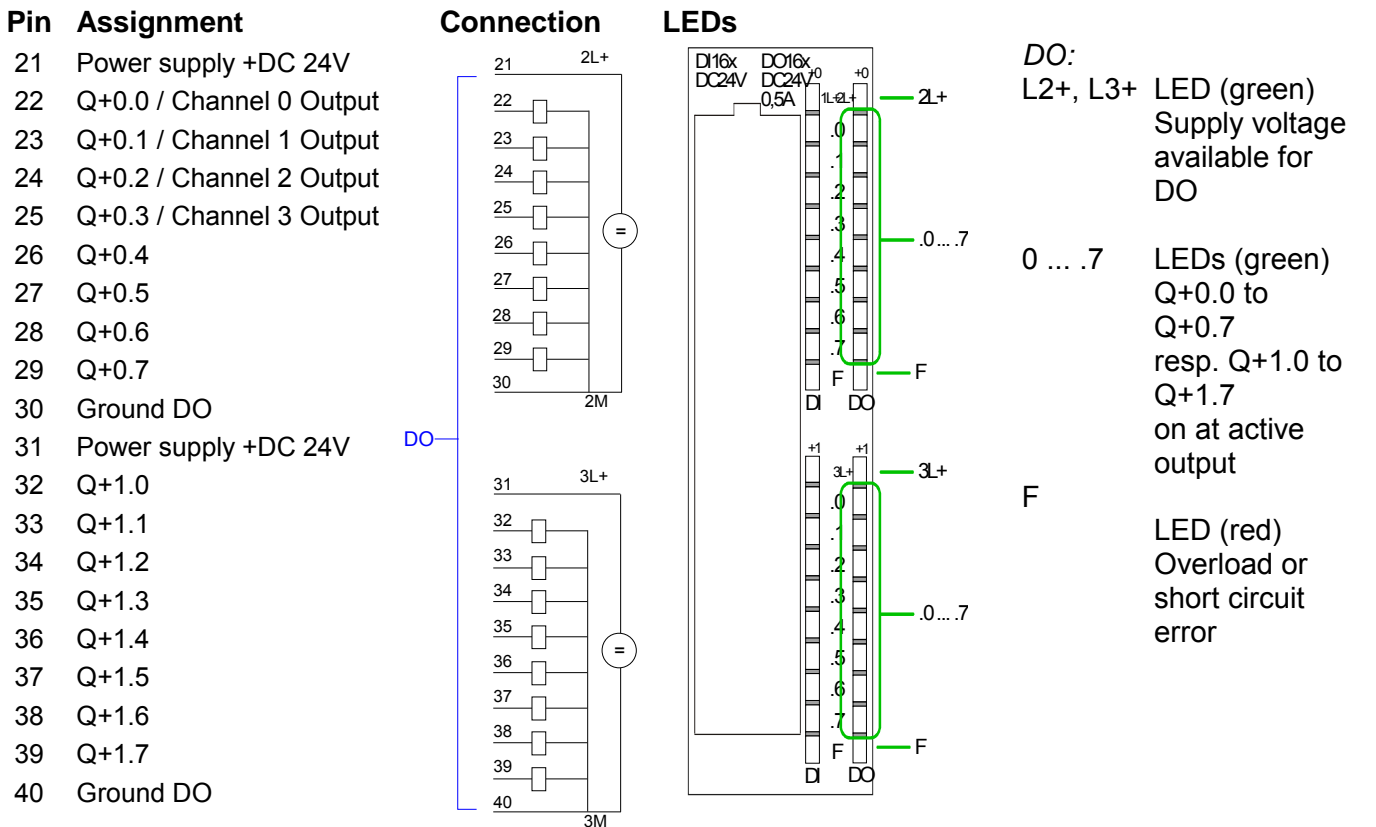 Pin Assignment Connection LEDs
21 Power supply +DC 24V
22 Q+0.0 / Channel 0 Output
23 Q+0.1 / Channel 1 Output
24 Q+0.2 / Channel 2 Output
25 Q+0.3 / Channel 3 Output
26 Q+0.4
27 Q+0.5
28 Q+0.6
29 Q+0.7
30 Ground DO
31 Power supply +DC 24V
32 Q+1.0
33 Q+1.1
34 Q+1.2
35 Q+1.3
36 Q+1.4
37 Q+1.5
38 Q+1.6
39 Q+1.7
40 Ground DO
DO
21 2L+
22
23
24
25
=
26
27
28
29
30
2M
31 3L+
32
33
34
35
=
36
37
38
39
40
3M
DI16x DO16x
DC24V DC24V
0,5A
+0 +0
1L+ 2L+
2L+
.0
.1
.2
.3
.0 ... .7
.4
.5
.6
.7
F
F
DI DO
+1 +1
3L+
3L+
.0
.1
.2
.3
.0 ... .7
.4
.5
.6
.7
F
F
DI DO
DO:
L2+, L3+ LED (green)
Supply voltage
available for
DO
0 ... .7 LEDs (green)
Q+0.0 to
Q+0.7
resp. Q+1.0 to
Q+1.7
on at active
output
F
LED (red)
Overload or
short circuit
error